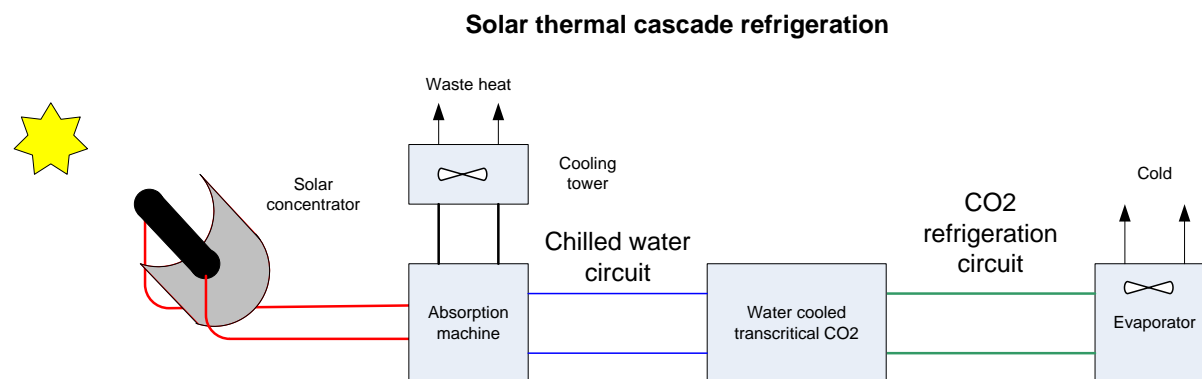 Solar thermal cascade refrigeration
Waste heat
Cooling
tower
Solar
concentrator
Cold
CO2
refrigeration
circuit
Chilled water
circuit
Absorption
machine
Water cooled
transcritical CO2
Evaporator